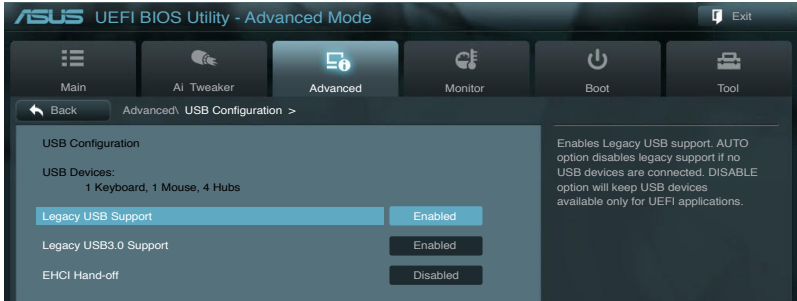 ASUS UEFI BIOS Utility - Advanced Mode
Exit
Main
Ai Tweaker
Advanced
Monitor
Boot
Tool
Back
Advanced\ USB Configuration >
USB Configuration
USB Devices:
1 Keyboard, 1 Mouse, 4 Hubs
Legacy USB Support Enabled
Legacy USB3.0 Support Enabled
EHCI Hand-off Disabled
Enables Legacy USB support. AUTO
option disables legacy support if no
USB devices are connected. DISABLE
option will keep USB devices
available only for UEFI applications.